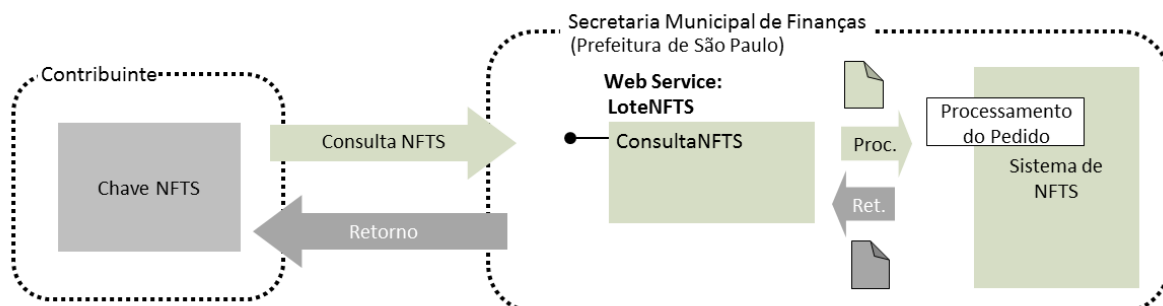 Secretaria Municipal de Finanças
(Prefeitura de São Paulo)
Contribuinte
Web Service:
LoteNFTS
Chave NFTS
Consulta NFTS
Retorno
ConsultaNFTS
Proc.
Ret.
Processamento
do Pedido
Sistema de
NFTS